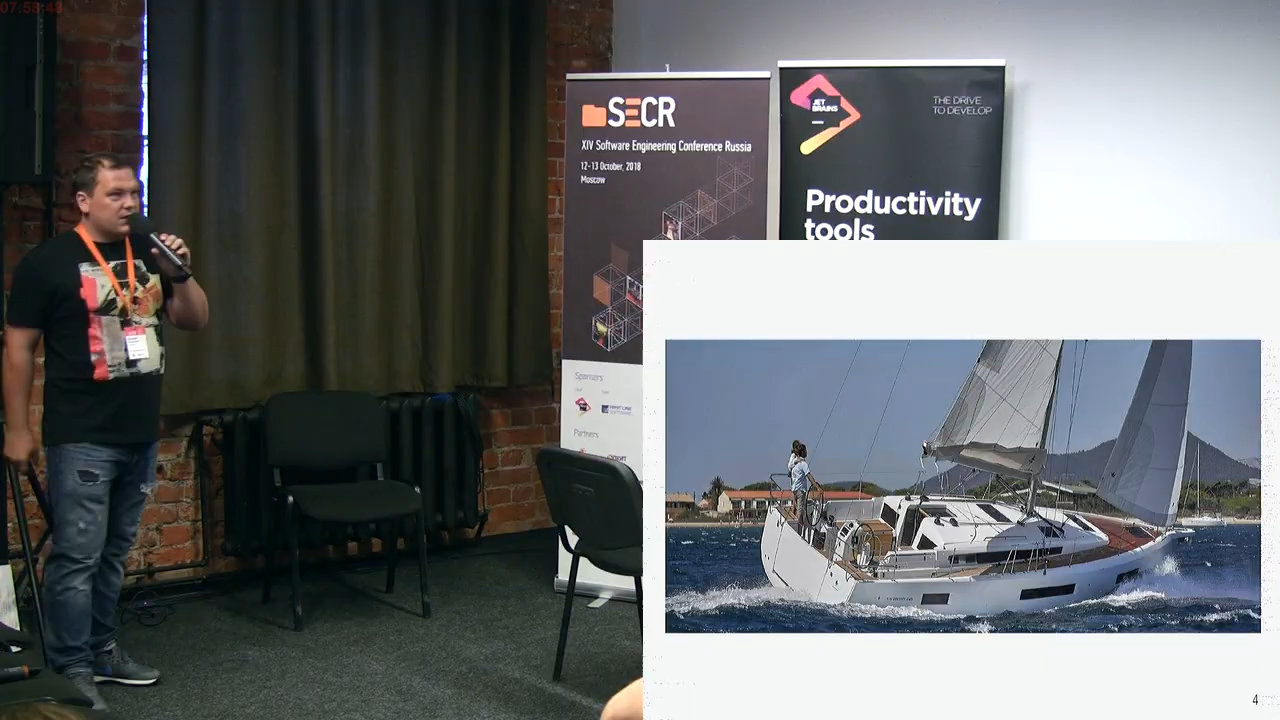 07:58:48
SECR
XIV Software Engineering Conference Russia
12-13 October, 2018
Moscow
Sponsors
Partners
JET
BRAINS
THE DRIVE
TO DEVELOP
Productivity
tools
4